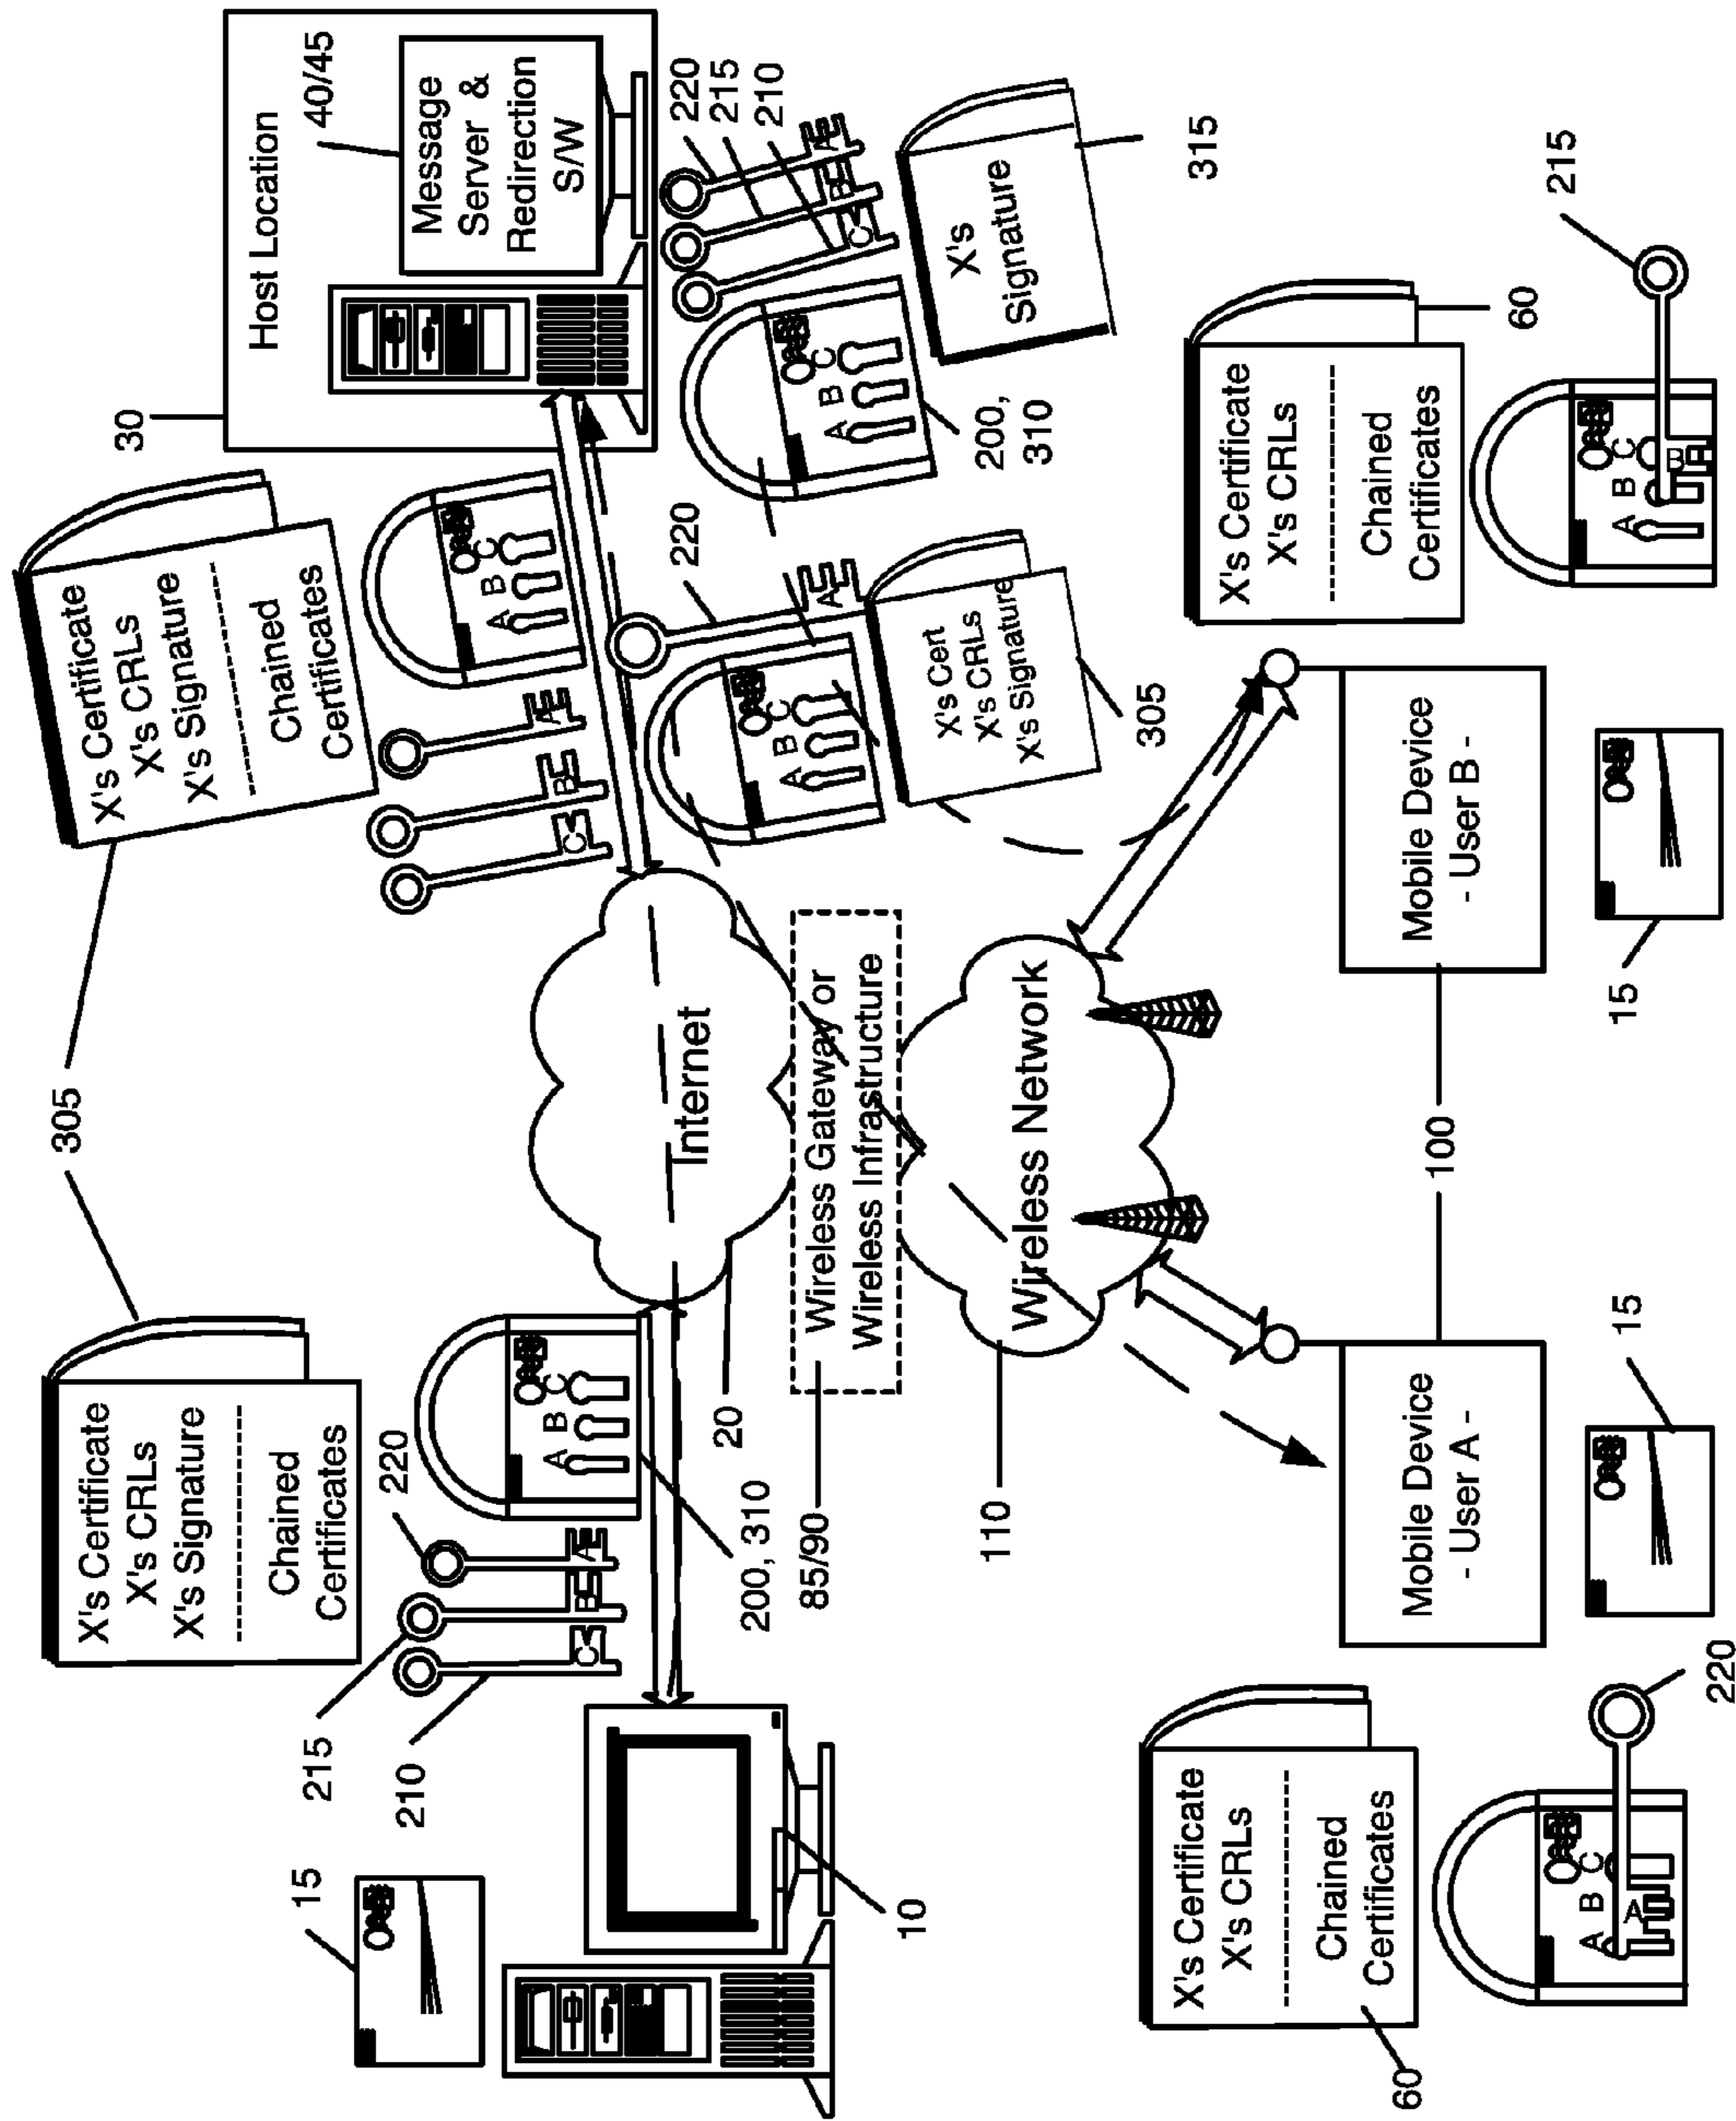 305
X's Certificate
X's CRLs
X's Signature
Chained
Certificates
X's Certificate
X's CRLs
X's Signature
Chained
Certificates
30
Host Location
40/45
Message
Server &
Redirection
S/W
15
215
210
220
C
B
A
A B C
200, 310
20
10
Internet
C
B
A
A B C
220
A
A B C
X's Cert
X's CRLs
X's Signature
305
220
215
210
C
B
A
A B C
200,
310
X's
Signature
315
85/90
Wireless Gateway or
Wireless Infrastructure
110
Wireless Network
X's Certificate
X's CRLs
Chained
Certificates
60
A B C
A
220
Mobile Device
- User A -
15
100
Mobile Device
- User B -
15
X's Certificate
X's CRLs
Chained
Certificates
60
A B C
B
215